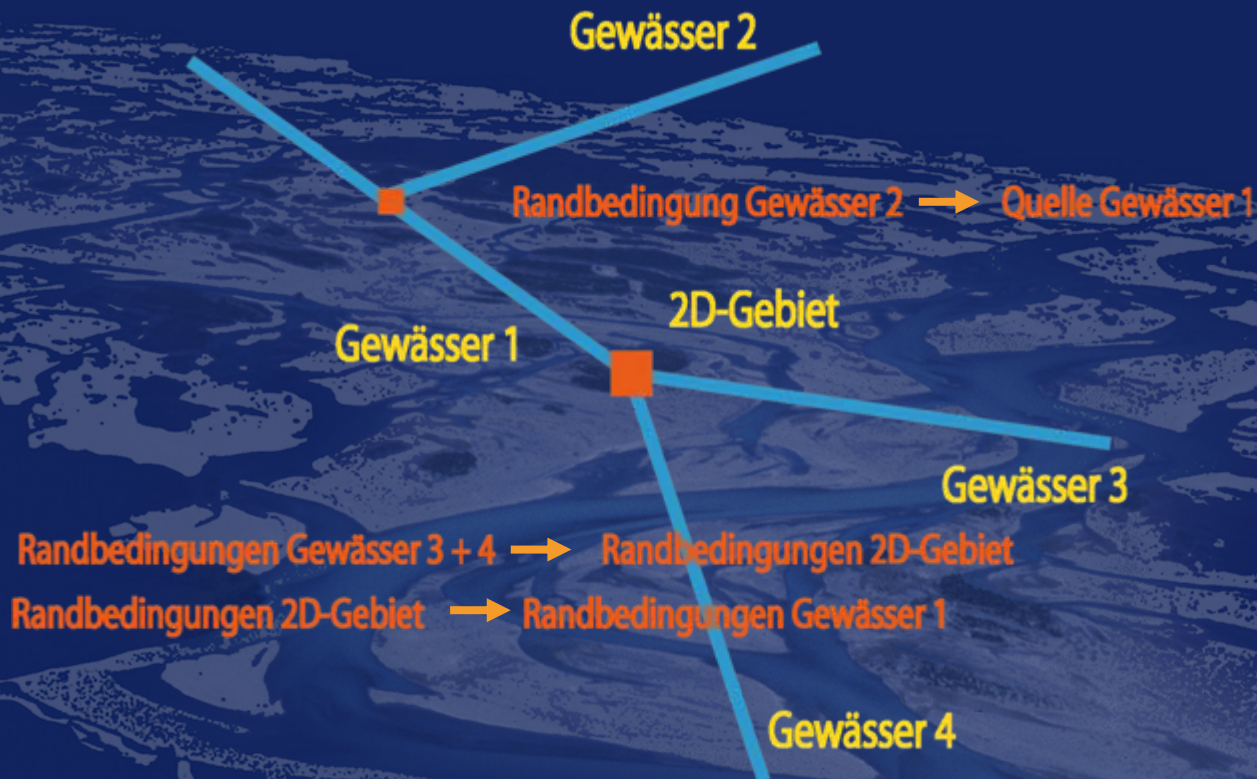 Gewässer 2
Randbedingung Gewässer 2 → Quelle Gewässer 1
2D-Gebiet
Gewässer 1
Gewässer 3
Randbedingungen Gewässer 3 + 4 → Randbedingungen 2D-Gebiet
Randbedingungen 2D-Gebiet → Randbedingungen Gewässer 1
Gewässer 4